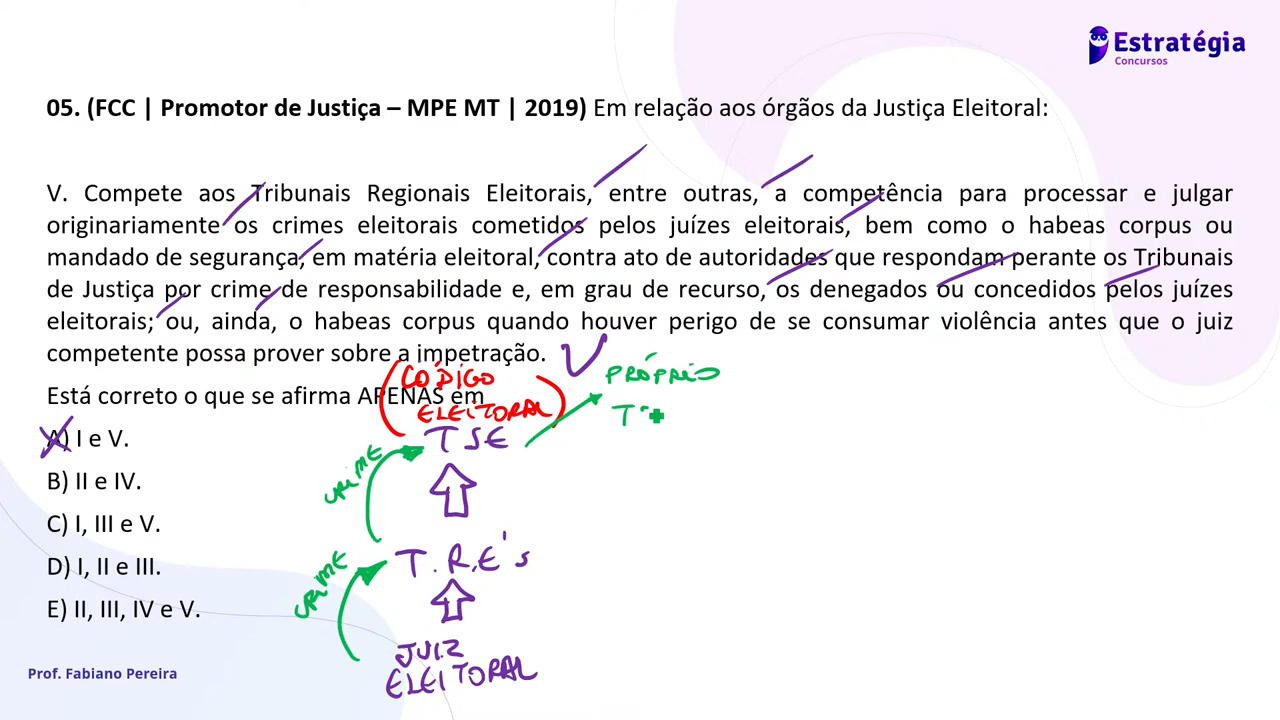 Estratégia
Concursos
05. (FCC | Promotor de Justiça – MPE MT | 2019) Em relação aos órgãos da Justiça Eleitoral:
V. Compete aos Tribunais Regionais Eleitorais, entre outras, a competência para processar e julgar
originariamente os crimes eleitorais cometidos pelos juízes eleitorais, bem como o habeas corpus ou
mandado de segurança, em matéria eleitoral, contra ato de autoridades que respondam perante os Tribunais
de Justiça por crime de responsabilidade e, em grau de recurso, os denegados ou concedidos pelos juízes
eleitorais; ou, ainda, o habeas corpus quando houver perigo de se consumar violência antes que o juiz
competente possa prover sobre a impetração.
Está correto o que se afirma APENAS em
(CÓDIGO
ELEITORAL)
PRÓPRIO
T
A) I e V.
TSE
B) II e IV.
CRIME
C) I, III e V.
D) I, II e III.
T.R.E's
CRIME
E) II, III, IV e V.
JUIZ
ELEITORAL
Prof. Fabiano Pereira